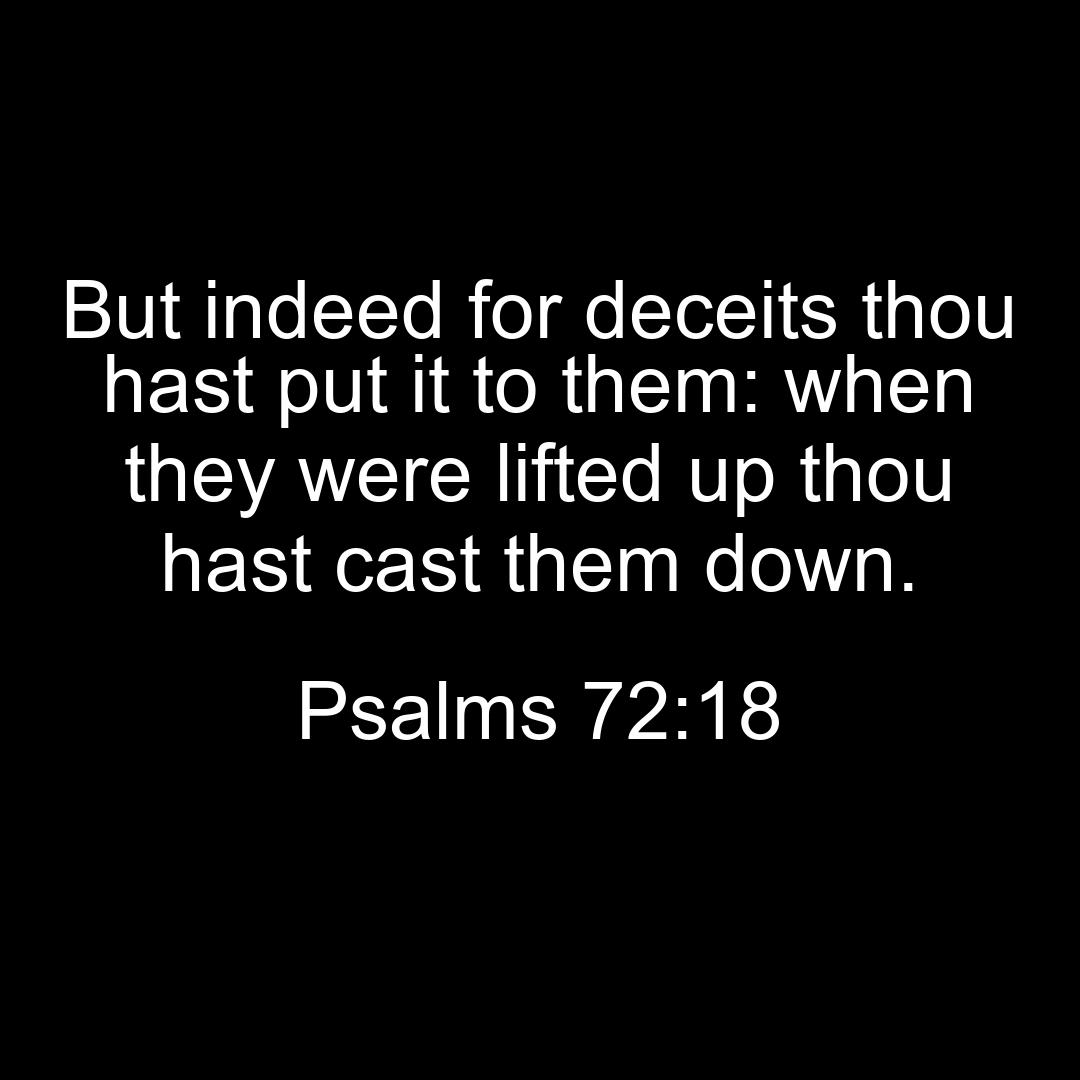 But indeed for deceits thou
hast put it to them: when
they were lifted up thou
hast cast them down.
Psalms 72:18